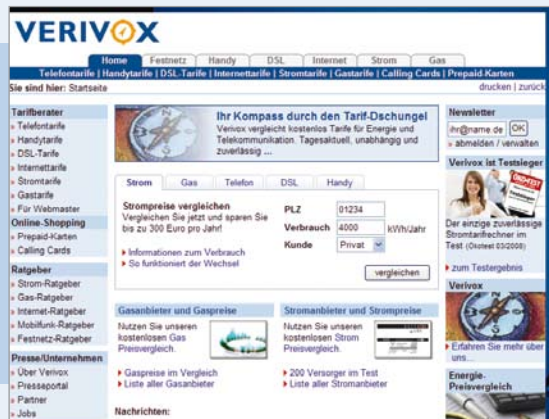 VERIVOX
Home Festnetz Handy DSL Internet Strom Gas
Telefontarife | Handytarife | DSL-Tarife | Internettarife | Stromtarife | Gastarife | Calling Cards | Prepaid-Karten
Sie sind hier: Startseite
drucken | zurück
Tarifberater
» Telefontarife
» Handytarife
» DSL-Tarife
» Internettarife
» Stromtarife
» Gastarife
» Für Webmaster
Online-Shopping
» Prepaid-Karten
» Calling Cards
Ratgeber
» Strom-Ratgeber
» Gas-Ratgeber
» Internet-Ratgeber
» Mobilfunk-Ratgeber
» Festnetz-Ratgeber
Presse/Unternehmen
» Über Verivox
» Presseportal
» Partner
» Jobs
Ihr Kompass durch den Tarif-Dschungel
Verivox vergleicht kostenlos Tarife für Energie und
Telekommunikation. Tagesaktuell, unabhängig und
zuverlässig ...
Strom Gas Telefon DSL Handy
Strompreise vergleichen
Vergleichen Sie jetzt und sparen Sie
bis zu 300 Euro pro Jahr!
Informationen zum Verbrauch
So funktioniert der Wechsel
PLZ 01234
Verbrauch 4000 kWh/Jahr
Kunde Privat
vergleichen
Gasanbieter und Gaspreise
Nutzen Sie unseren
kostenlosen Gas
Preisvergleich.
Gaspreise im Vergleich
Liste aller Gasanbieter
Stromanbieter und Strompreise
Nutzen Sie unseren
kostenlosen Strom
Preisvergleich.
200 Versorger im Test
Liste aller Stromanbieter
Nachrichten:
Newsletter
ihr@name.de OK
» abmelden / verwalten
Verivox ist Testsieger
ÖKO-TEST
Der einzige zuverlässige
Stromtarifrechner im
Test (Ökotest 03/2008)
zum Testergebnis
Verivox
Erfahren Sie mehr über
uns...
Energie-
Preisvergleich